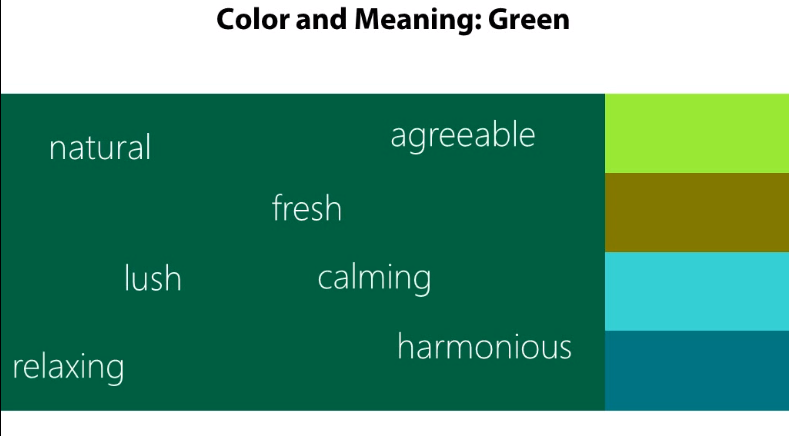 Color and Meaning: Green
natural
agreeable
fresh
lush
calming
harmonious
relaxing